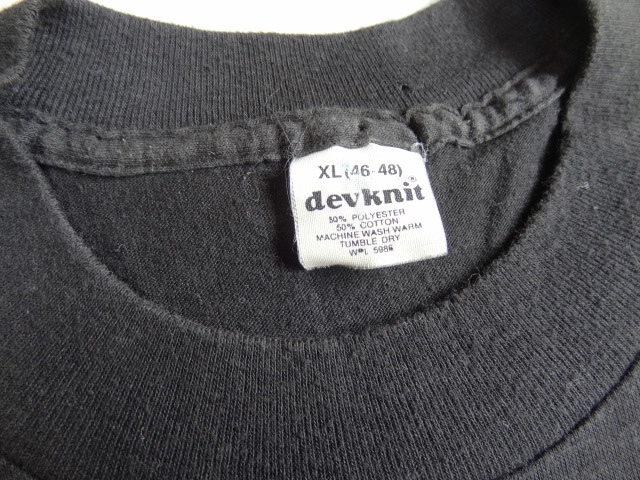 XL (46-48)
devknit®
50% POLYESTER
50% COTTON
MACHINE WASH WARM
TUMBLE DRY